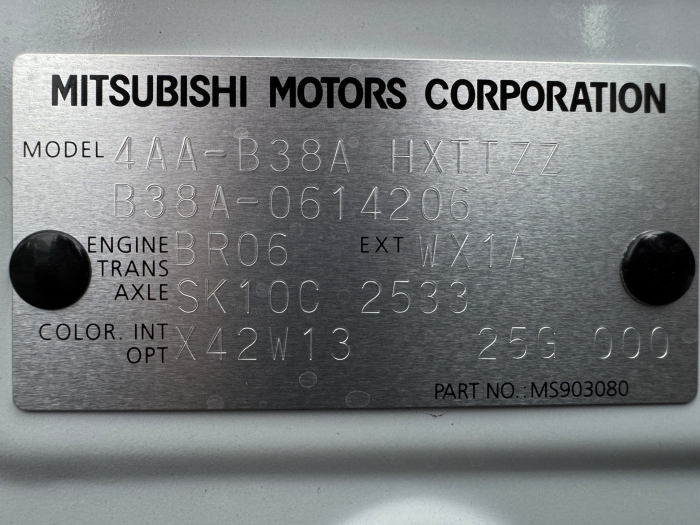 MITSUBISHI MOTORS CORPORATION
MODEL 4AA-B38A HXTTZZ
B38A-0614206
ENGINE BR06 EXT WX1A
TRANS
AXLE SK10C 2533
COLOR. INT X42W13 25G 000
OPT
PART NO.: MS903080